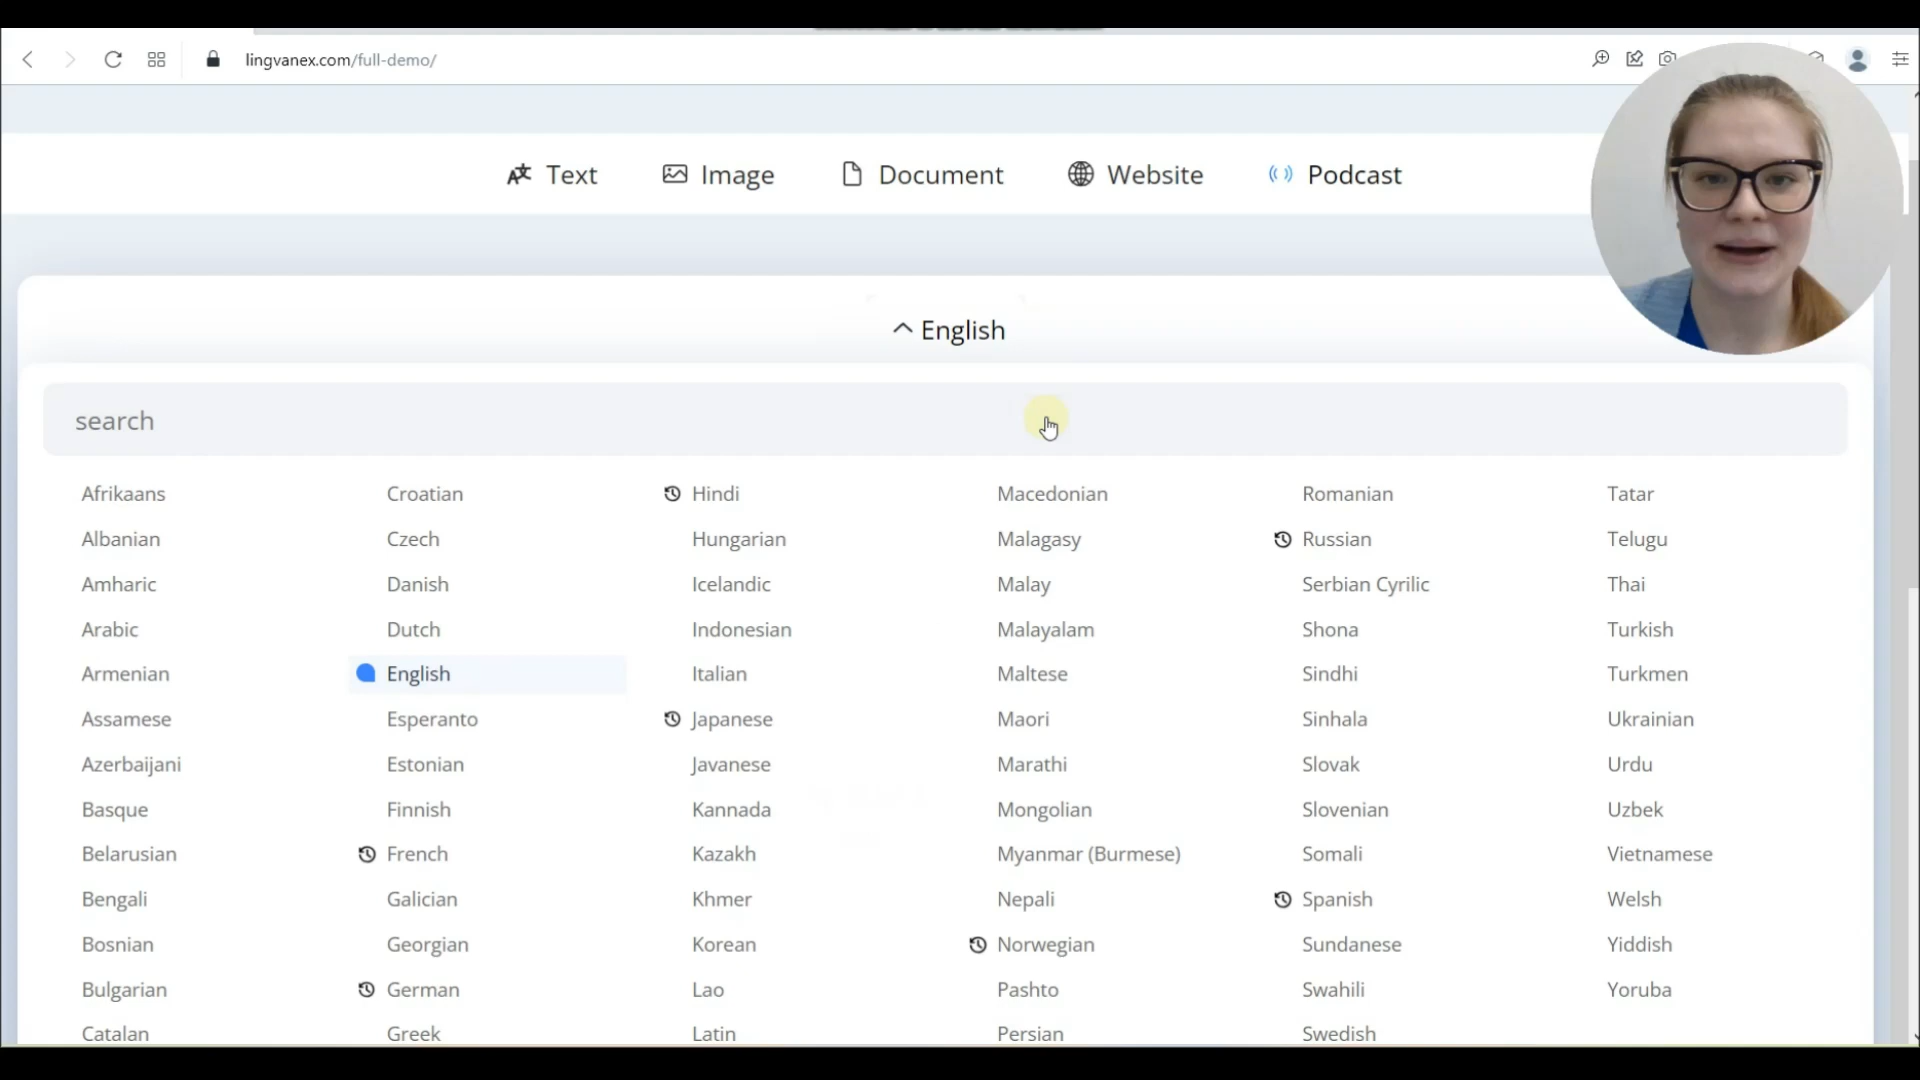 lingvanex.com/full-demo/
Text Image Document Website Podcast
English
search
Afrikaans Croatian Hindi Macedonian Romanian Tatar
Albanian Czech Hungarian Malagasy Russian Telugu
Amharic Danish Icelandic Malay Serbian Cyrilic Thai
Arabic Dutch Indonesian Malayalam Shona Turkish
Armenian English Italian Maltese Sindhi Turkmen
Assamese Esperanto Japanese Maori Sinhala Ukrainian
Azerbaijani Estonian Javanese Marathi Slovak Urdu
Basque Finnish Kannada Mongolian Slovenian Uzbek
Belarusian French Kazakh Myanmar (Burmese) Somali Vietnamese
Bengali Galician Khmer Nepali Spanish Welsh
Bosnian Georgian Korean Norwegian Sundanese Yiddish
Bulgarian German Lao Pashto Swahili Yoruba
Catalan Greek Latin Persian Swedish